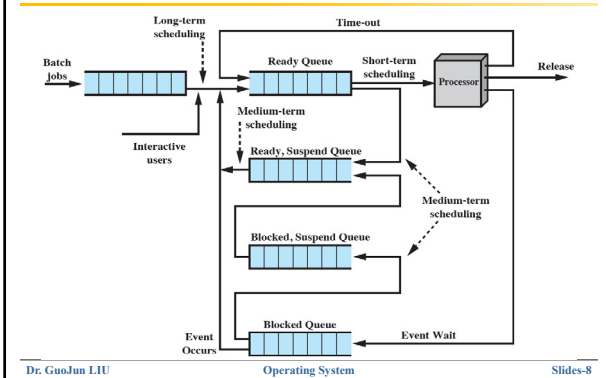 Long-term
scheduling
Time-out
Batch
jobs
Ready Queue
Short-term
scheduling
Processor
Release
Interactive
users
Medium-term
scheduling
Ready, Suspend Queue
Medium-term
scheduling
Blocked, Suspend Queue
Blocked Queue
Event
Occurs
Event Wait
Dr. GuoJun LIU
Operating System
Slides-8